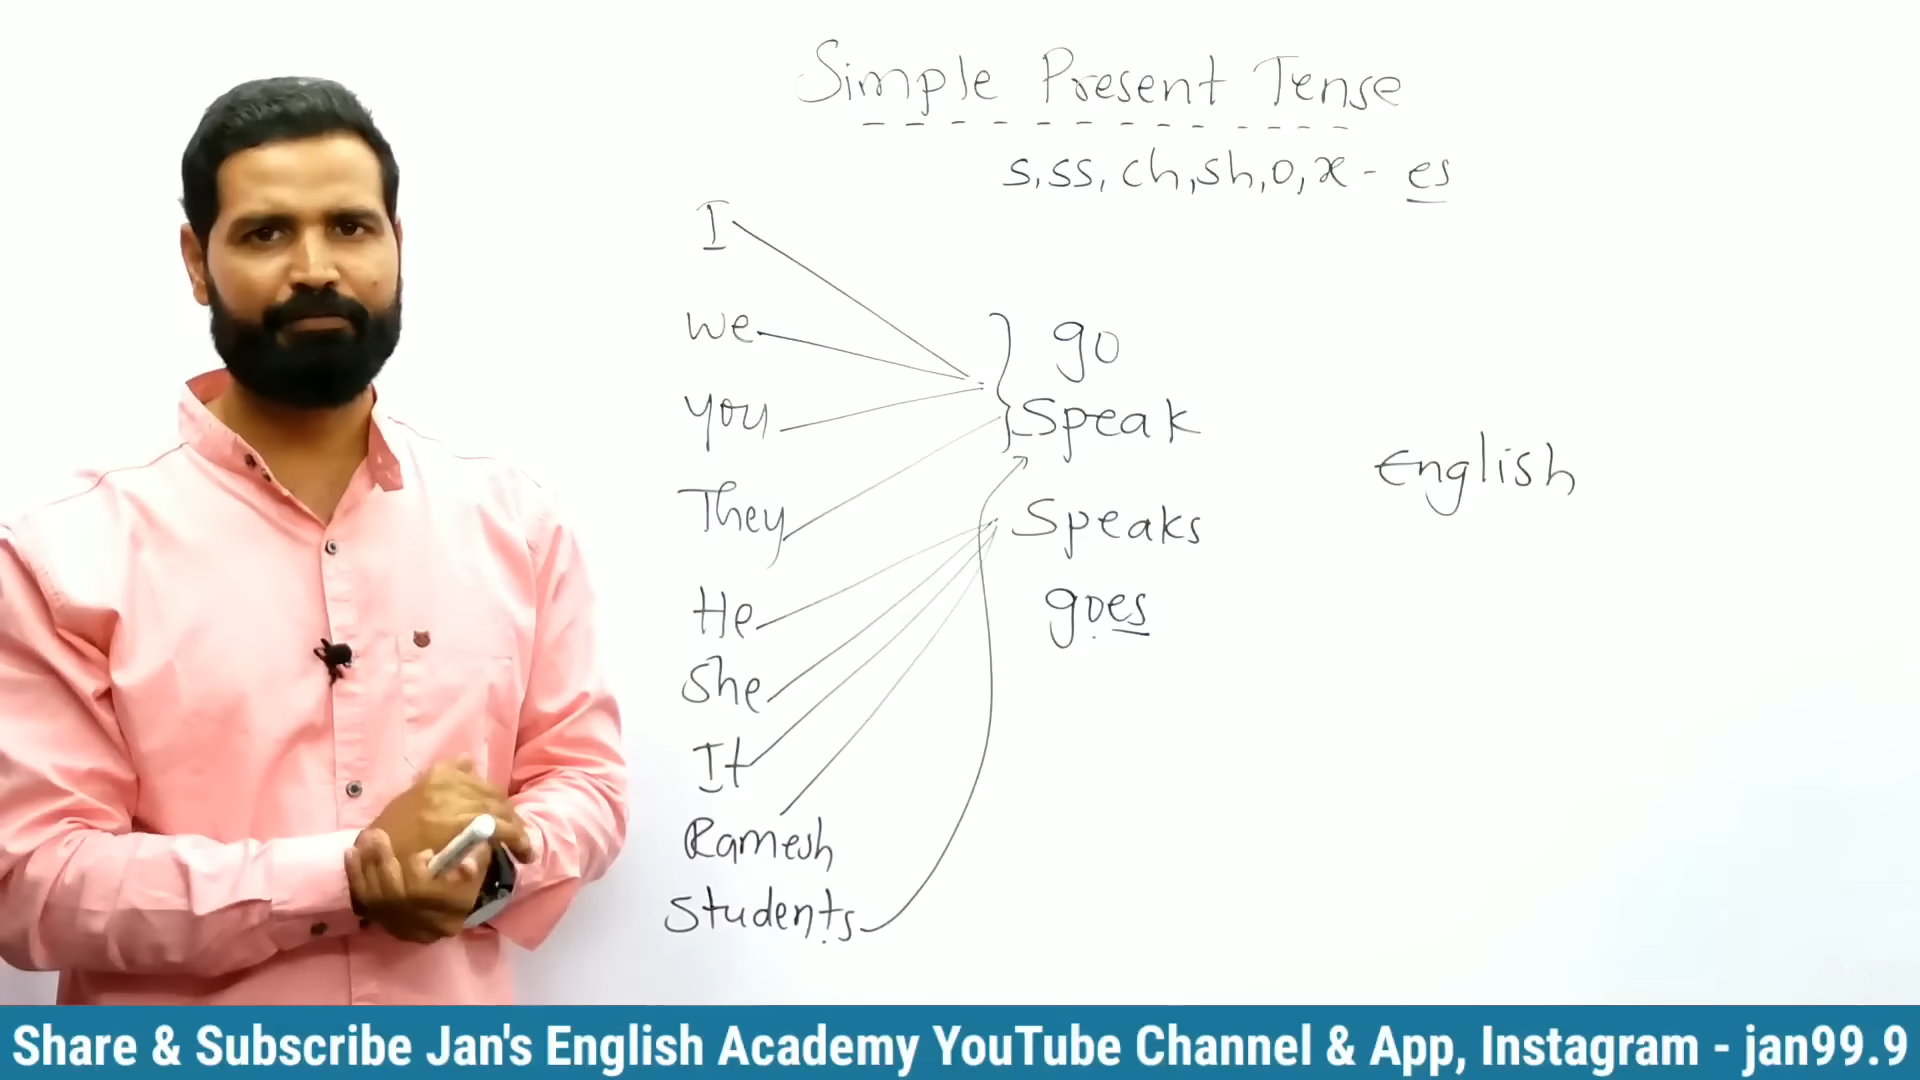 Simple Present Tense
s, ss, ch, sh, o, x - es
I
we
go
you
Speak
English
They
Speaks
He
goes
She
It
Ramesh
Students
Share & Subscribe Jan's English Academy YouTube Channel & App, Instagram - jan99.9